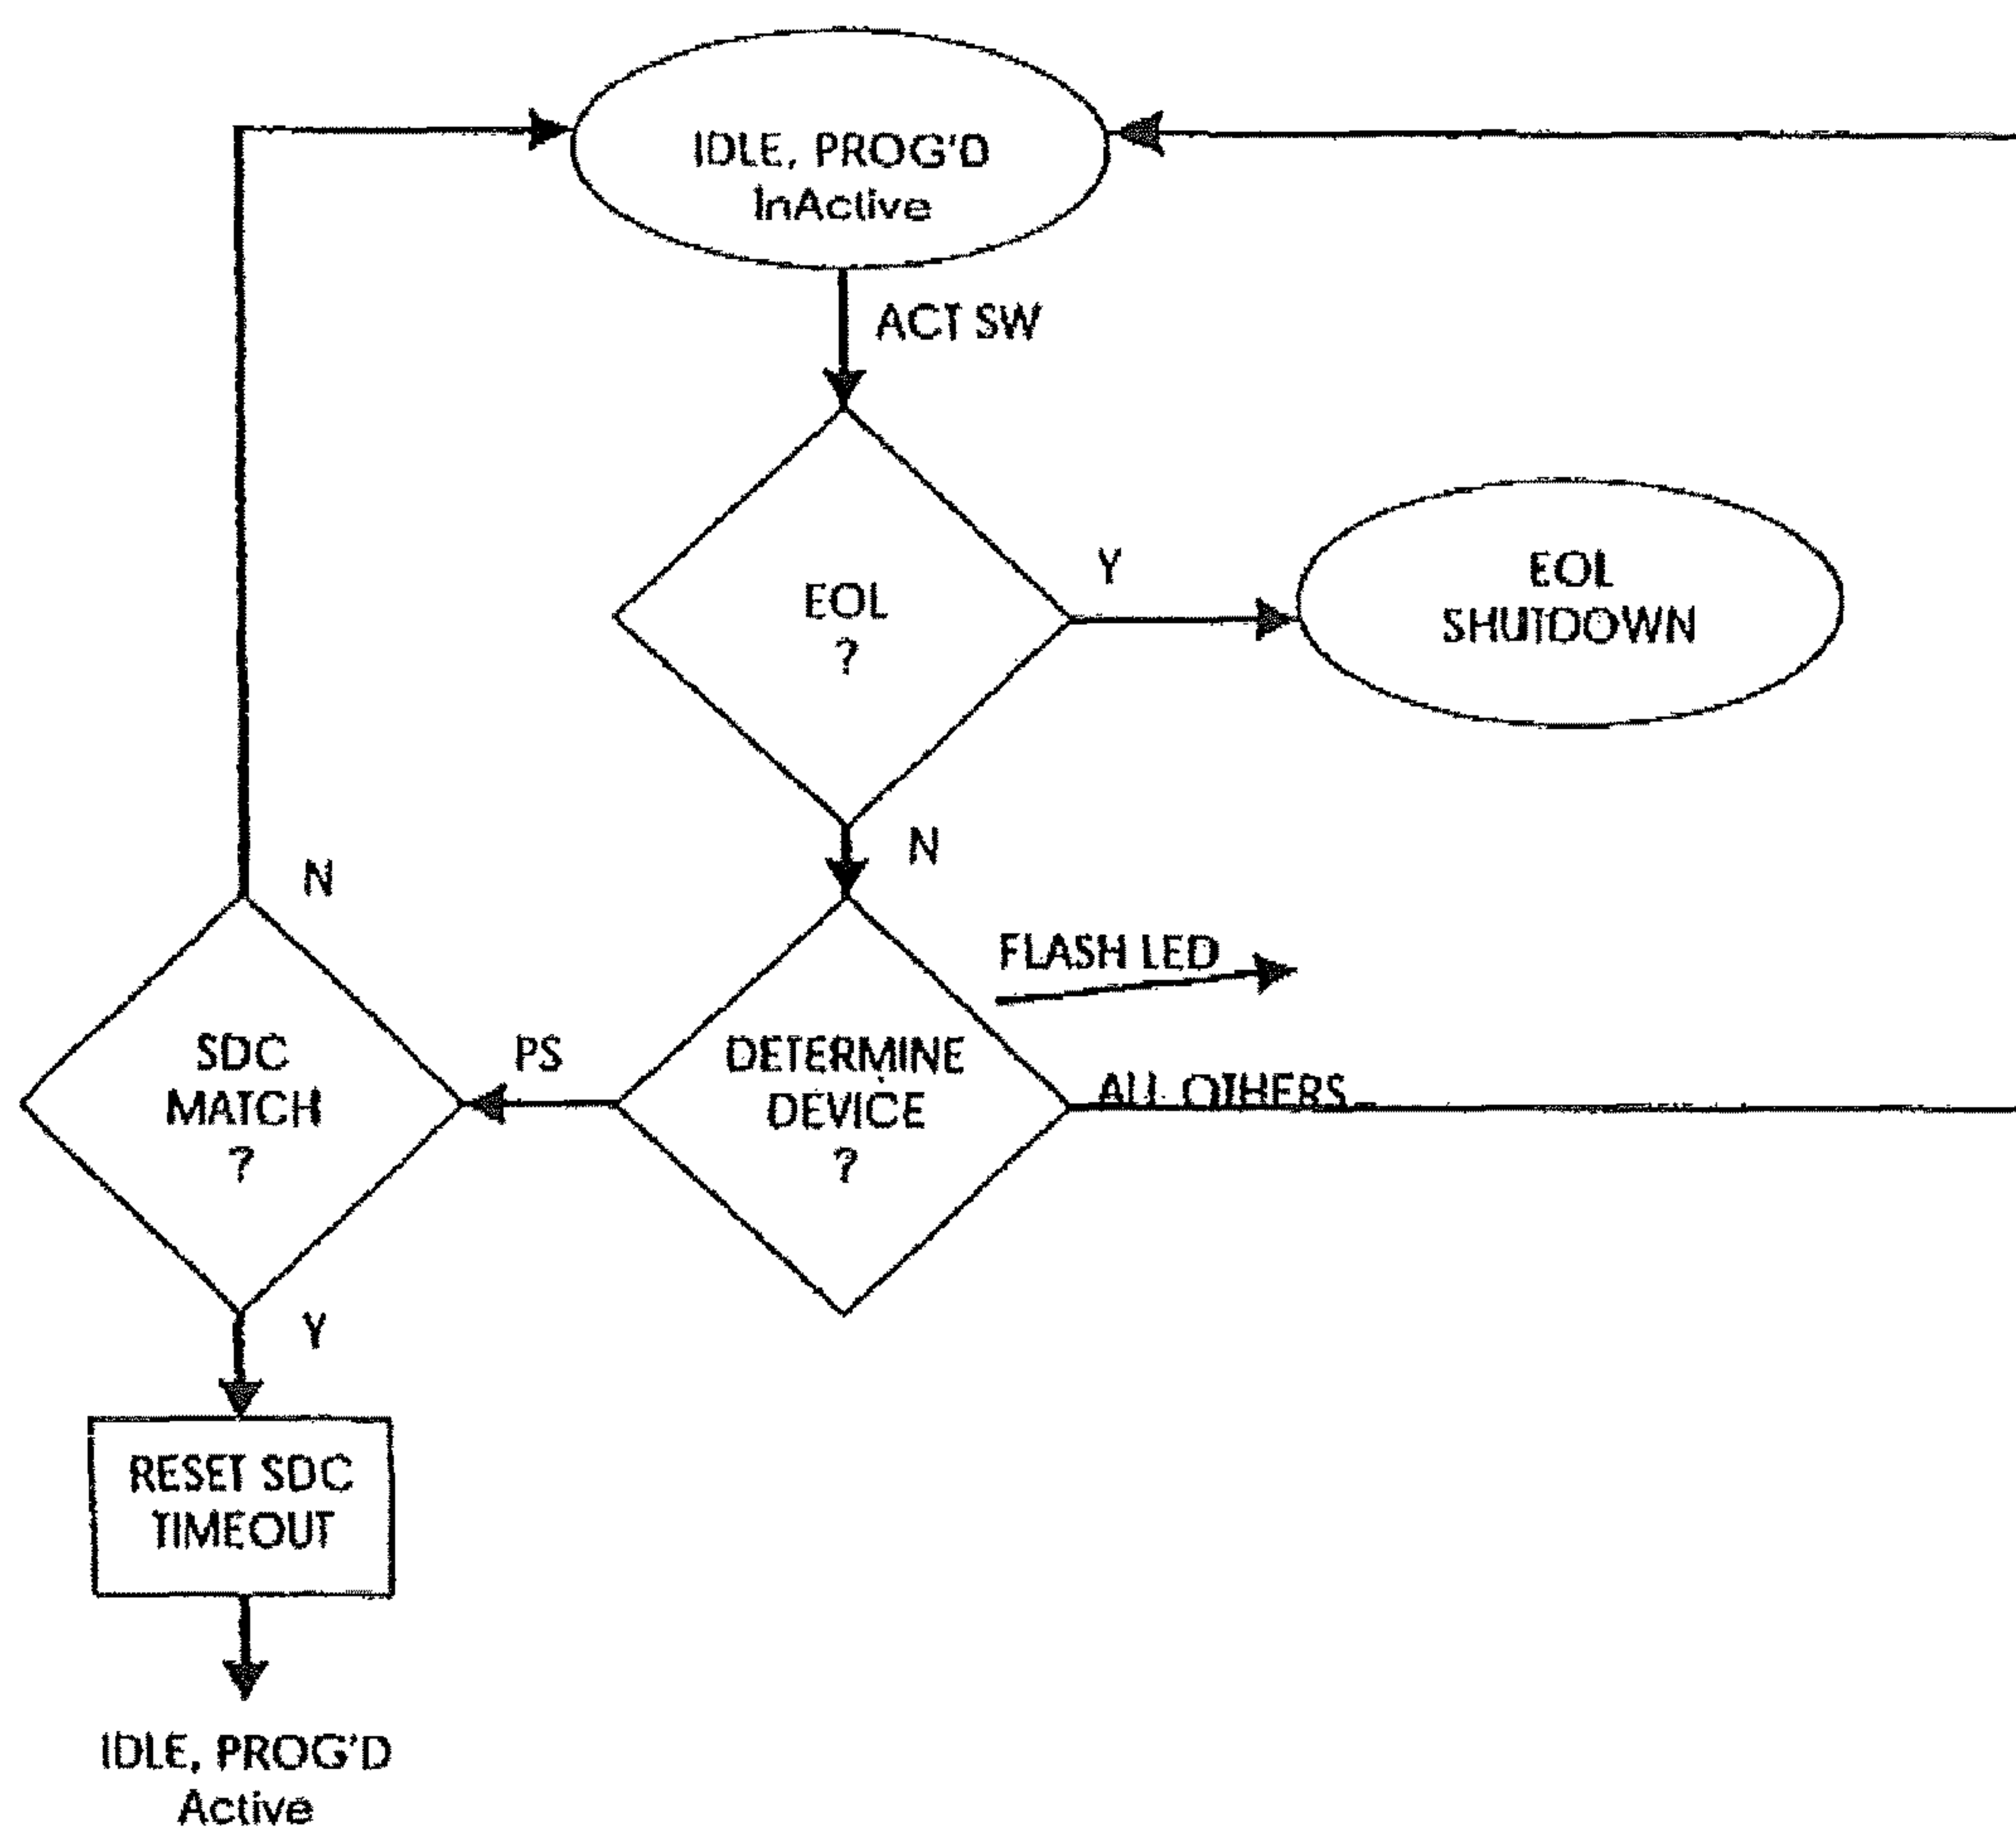 IDLE, PROG'D
InActive
ACT SW
EOL
?
Y
EOL
SHUTDOWN
N
N
FLASH LED
SDC
MATCH
?
PS
DETERMINE
DEVICE
?
ALL OTHERS
Y
RESET SDC
TIMEOUT
IDLE, PROG'D
Active